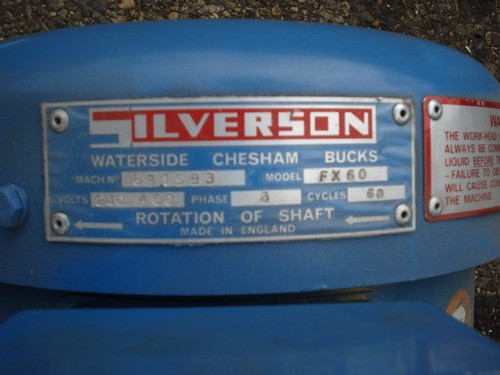 SILVERSON
WATERSIDE CHESHAM BUCKS
MACH Nº MODEL FX60
VOLTS PHASE 3 CYCLES 60
ROTATION OF SHAFT
MADE IN ENGLAND
THE WORK-HEAD
ALWAYS BE
LIQUID BEFORE
- FAILURE TO
WILL CAUSE
THE MACHINE